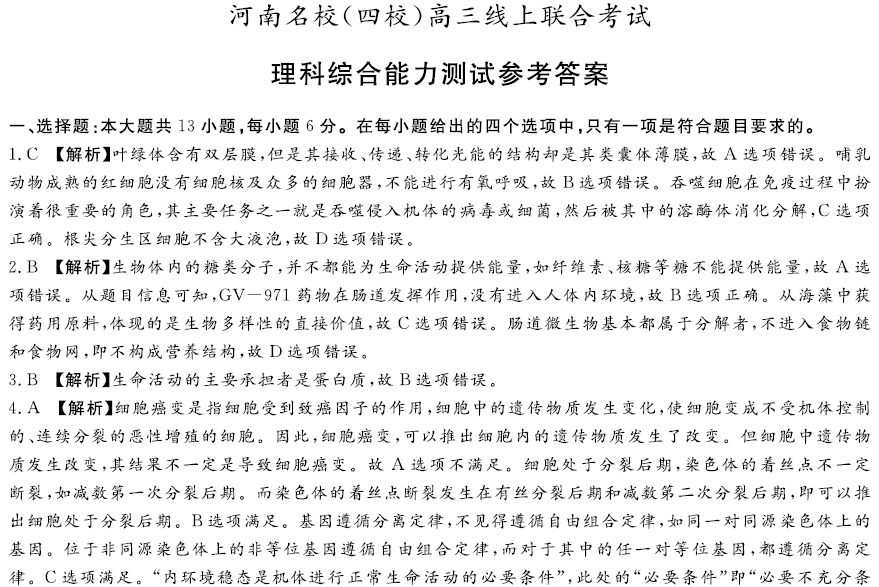 河南名校(四校)高三线上联合考试
理科综合能力测试参考答案
一、选择题:本大题共 13 小题,每小题 6 分。在每小题给出的四个选项中,只有一项是符合题目要求的。
1. C 【解析】叶绿体含有双层膜,但是其接收、传递、转化光能的结构却是其类囊体薄膜,故 A 选项错误。哺乳
动物成熟的红细胞没有细胞核及众多的细胞器,不能进行有氧呼吸,故 B 选项错误。吞噬细胞在免疫过程中扮
演着很重要的角色,其主要任务之一就是吞噬侵入机体的病毒或细菌,然后被其中的溶酶体消化分解,C 选项
正确。根尖分生区细胞不含大液泡,故 D 选项错误。
2. B 【解析】生物体内的糖类分子,并不都能为生命活动提供能量,如纤维素、核糖等糖不能提供能量,故 A 选
项错误。从题目信息可知,GV—971 药物在肠道发挥作用,没有进入人体内环境,故 B 选项正确。从海藻中获
得药用原料,体现的是生物多样性的直接价值,故 C 选项错误。肠道微生物基本都属于分解者,不进入食物链
和食物网,即不构成营养结构,故 D 选项错误。
3. B 【解析】生命活动的主要承担者是蛋白质,故 B 选项错误。
4. A 【解析】细胞癌变是指细胞受到致癌因子的作用,细胞中的遗传物质发生变化,使细胞变成不受机体控制
的、连续分裂的恶性增殖的细胞。因此,细胞癌变,可以推出细胞内的遗传物质发生了改变。但细胞中遗传物
质发生改变,其结果不一定是导致细胞癌变。故 A 选项不满足。细胞处于分裂后期,染色体的着丝点不一定
断裂,如减数第一次分裂后期。而染色体的着丝点断裂发生在有丝分裂后期和减数第二次分裂后期,即可以推
出细胞处于分裂后期。B 选项满足。基因遵循分离定律,不见得遵循自由组合定律,如同一对同源染色体上的
基因。位于非同源染色体上的非等位基因遵循自由组合定律,而对于其中的任一对等位基因,都遵循分离定
律。C 选项满足。“内环境稳态是机体进行正常生命活动的必要条件”,此处的“必要条件”即“必要不充分条